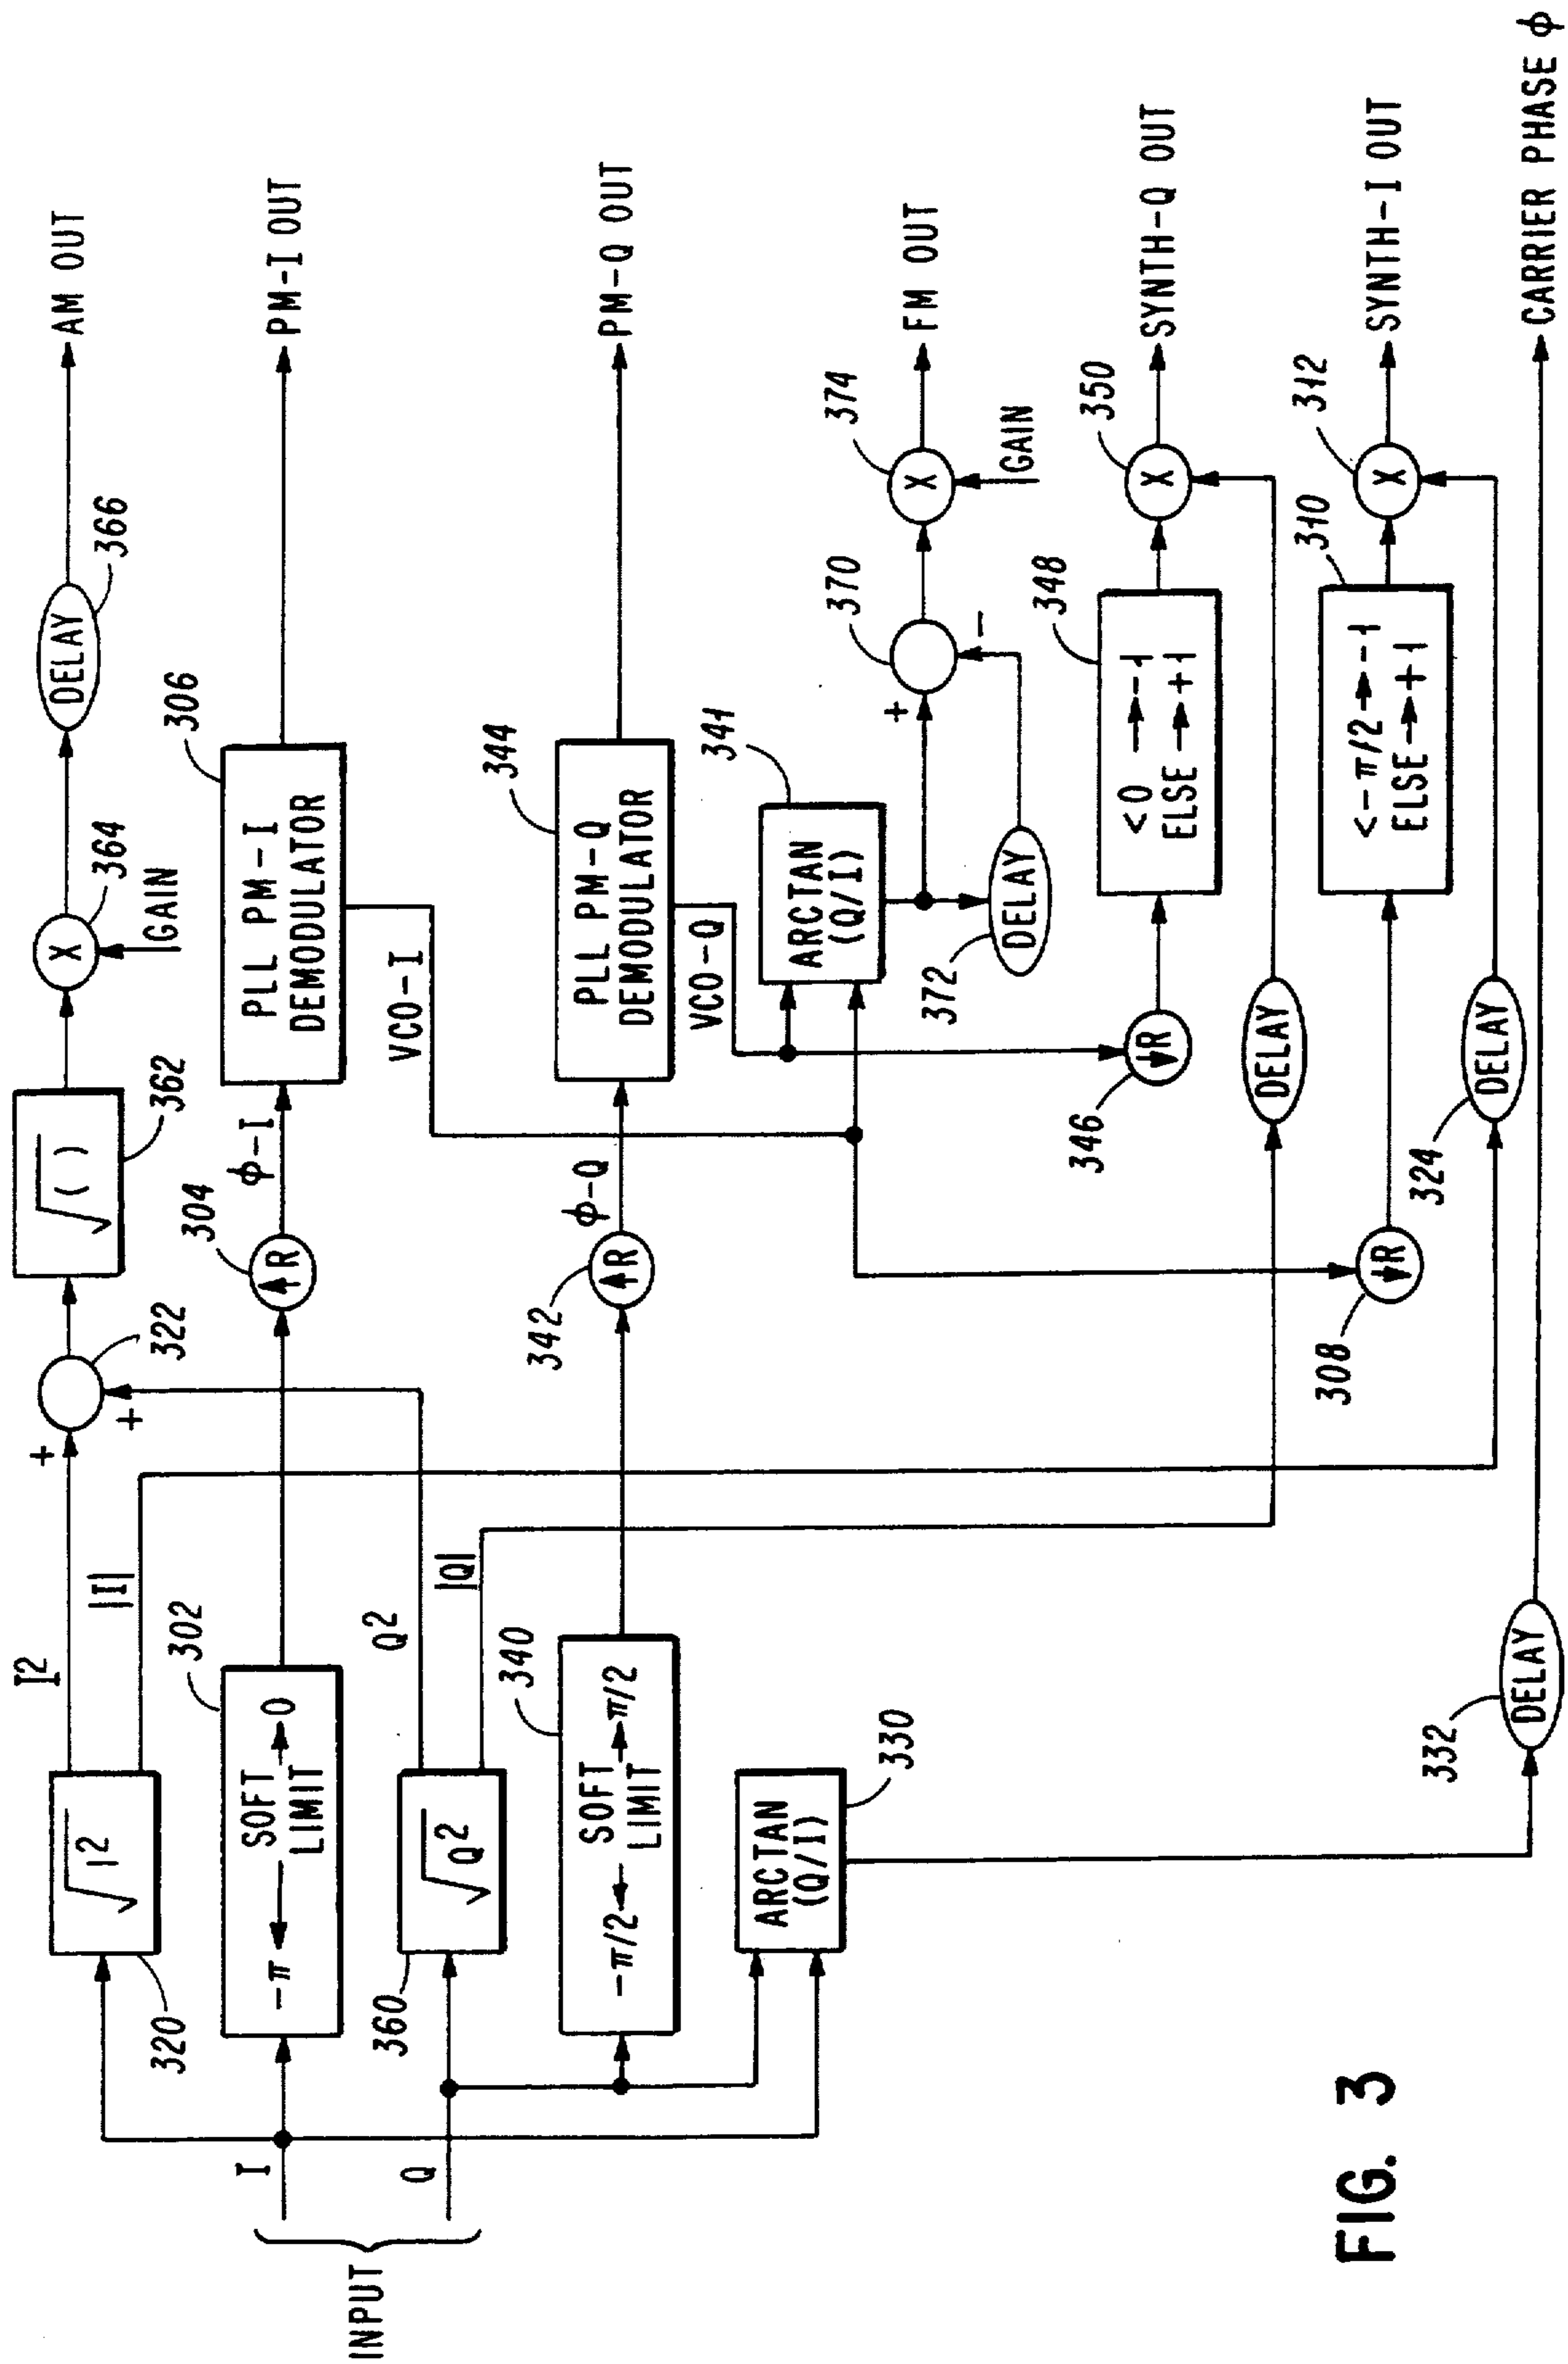 INPUT
I
Q
320
√I²
I²
|I|
+
+
322
√( )
362
X
364
GAIN
DELAY
366
AM OUT
-π ← SOFT → 0
LIMIT
302
↑R
304
ϕ-I
PLL PM-I
DEMODULATOR
306
VCO-I
PM-I OUT
360
√Q²
Q²
|Q|
-π/2 ← SOFT → π/2
LIMIT
340
↑R
342
ϕ-Q
PLL PM-Q
DEMODULATOR
344
VCO-Q
PM-Q OUT
ARCTAN
(Q/I)
330
ARCTAN
(Q/I)
341
372
DELAY
+
-
370
X
374
GAIN
FM OUT
346
↓R
<0 → -1
ELSE → +1
348
X
350
SYNTH-Q OUT
DELAY
308
↓R
<-π/2 → -1
ELSE → +1
310
X
312
SYNTH-I OUT
324
DELAY
332
DELAY
CARRIER PHASE ϕ
FIG. 3